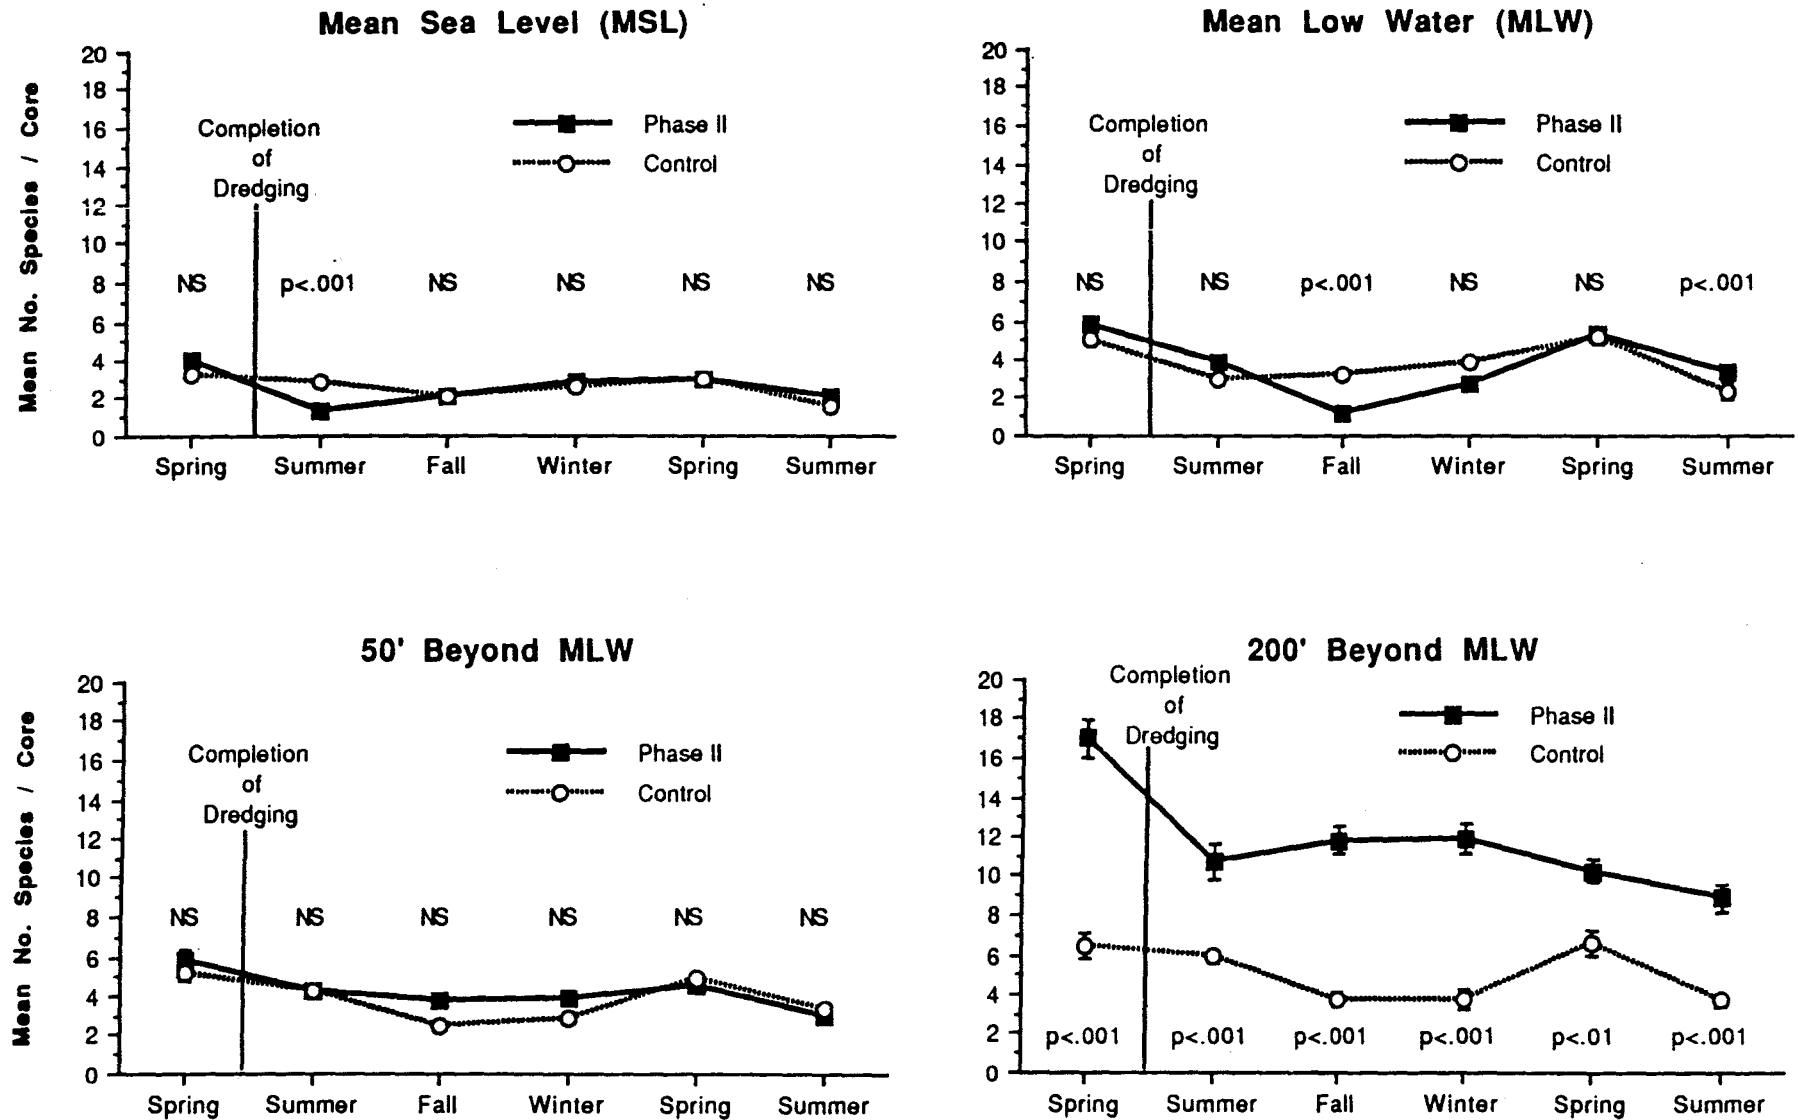 Mean Sea Level (MSL)
Mean No. Species / Core
20
18
16
14
12
10
8
6
4
2
0
Completion
of
Dredging
Phase II
Control
NS p<.001 NS NS NS NS
Spring Summer Fall Winter Spring Summer
Mean Low Water (MLW)
20
18
16
14
12
10
8
6
4
2
0
Completion
of
Dredging
Phase II
Control
NS NS p<.001 NS NS p<.001
Spring Summer Fall Winter Spring Summer
50' Beyond MLW
Mean No. Species / Core
20
18
16
14
12
10
8
6
4
2
0
Completion
of
Dredging
Phase II
Control
NS NS NS NS NS NS
Spring Summer Fall Winter Spring Summer
200' Beyond MLW
20
18
16
14
12
10
8
6
4
2
0
Completion
of
Dredging
Phase II
Control
p<.001 p<.001 p<.001 p<.001 p<.01 p<.001
Spring Summer Fall Winter Spring Summer